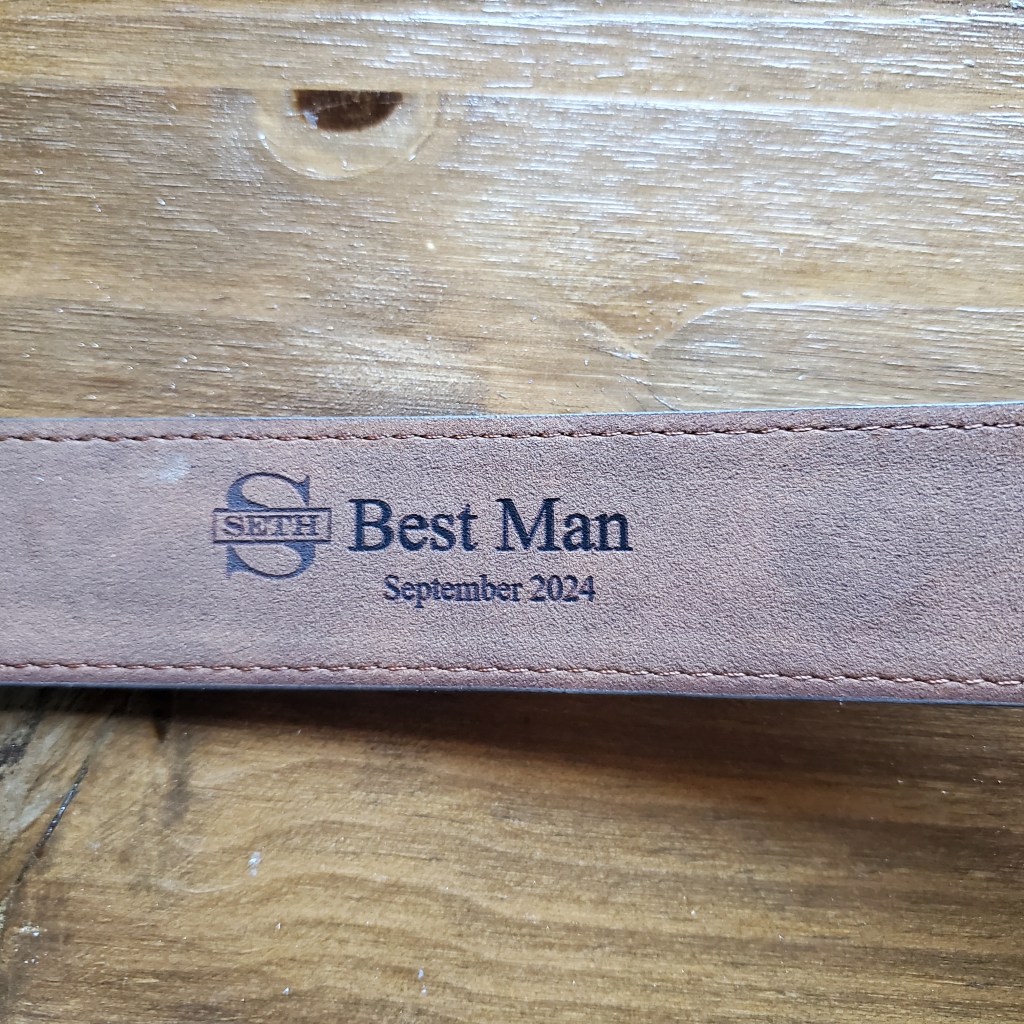 S
SETH
Best Man
September 2024